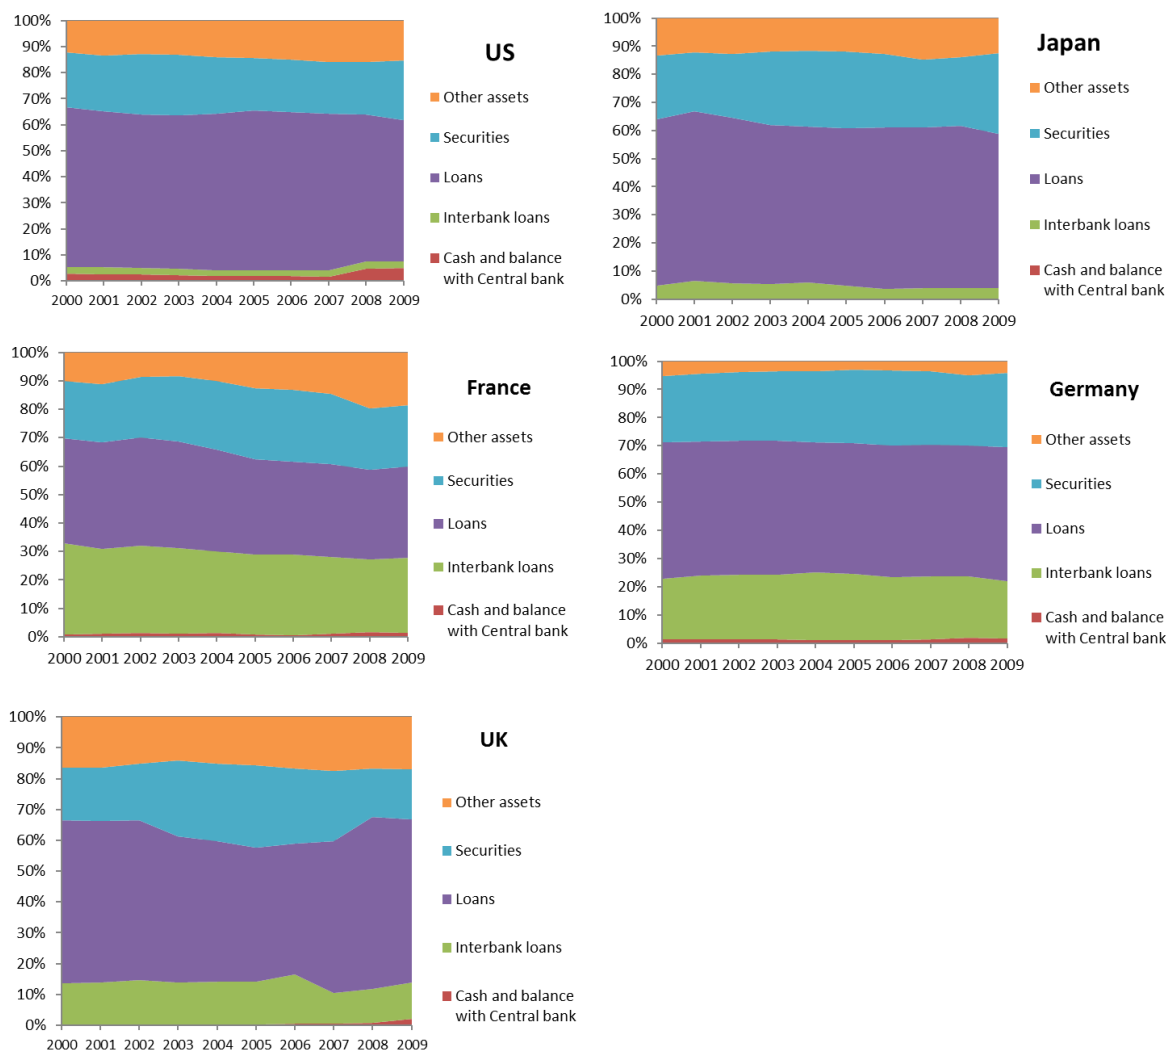 US
100%
90%
80%
70%
60%
50%
40%
30%
20%
10%
0%
2000 2001 2002 2003 2004 2005 2006 2007 2008 2009
Other assets
Securities
Loans
Interbank loans
Cash and balance
with Central bank
Japan
100%
90%
80%
70%
60%
50%
40%
30%
20%
10%
0%
2000 2001 2002 2003 2004 2005 2006 2007 2008 2009
Other assets
Securities
Loans
Interbank loans
Cash and balance
with Central bank
France
100%
90%
80%
70%
60%
50%
40%
30%
20%
10%
0%
2000 2001 2002 2003 2004 2005 2006 2007 2008 2009
Other assets
Securities
Loans
Interbank loans
Cash and balance
with Central bank
Germany
100%
90%
80%
70%
60%
50%
40%
30%
20%
10%
0%
2000 2001 2002 2003 2004 2005 2006 2007 2008 2009
Other assets
Securities
Loans
Interbank loans
Cash and balance
with Central bank
UK
100%
90%
80%
70%
60%
50%
40%
30%
20%
10%
0%
2000 2001 2002 2003 2004 2005 2006 2007 2008 2009
Other assets
Securities
Loans
Interbank loans
Cash and balance
with Central bank